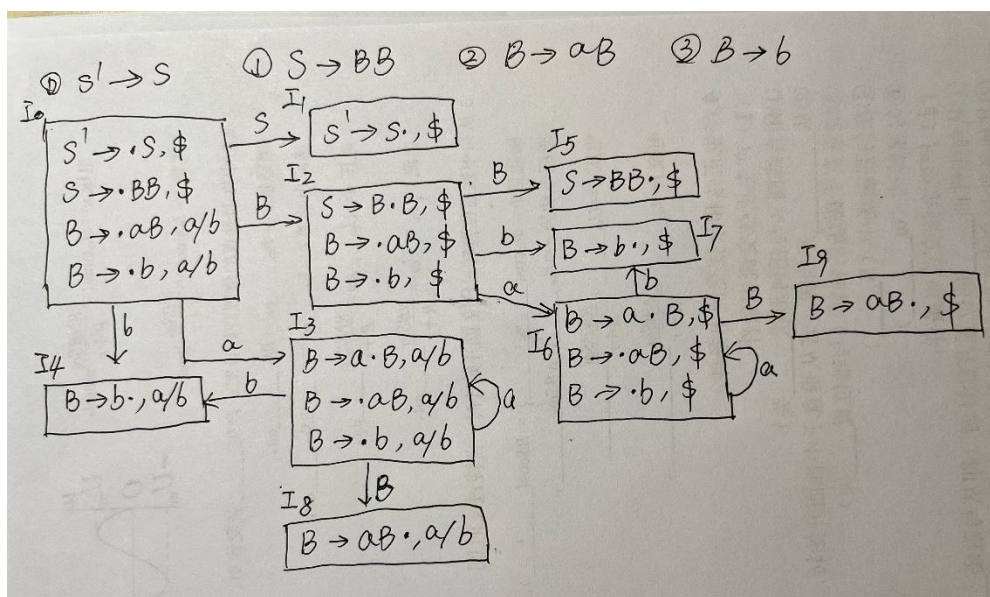 ⓪ S' → S ① S → BB ② B → aB ③ B → b
I0
S' → ·S, $
S → ·BB, $
B → ·aB, a/b
B → ·b, a/b
S
I1
S' → S·, $
B
I2
S → B·B, $
B → ·aB, $
B → ·b, $
B
I5
S → BB·, $
b
I7
B → b·, $
a
b
I6
B → a·B, $
B → ·aB, $
B → ·b, $
a
B
I9
B → aB·, $
b
I4
B → b·, a/b
a
b
I3
B → a·B, a/b
B → ·aB, a/b
B → ·b, a/b
a
B
I8
B → aB·, a/b